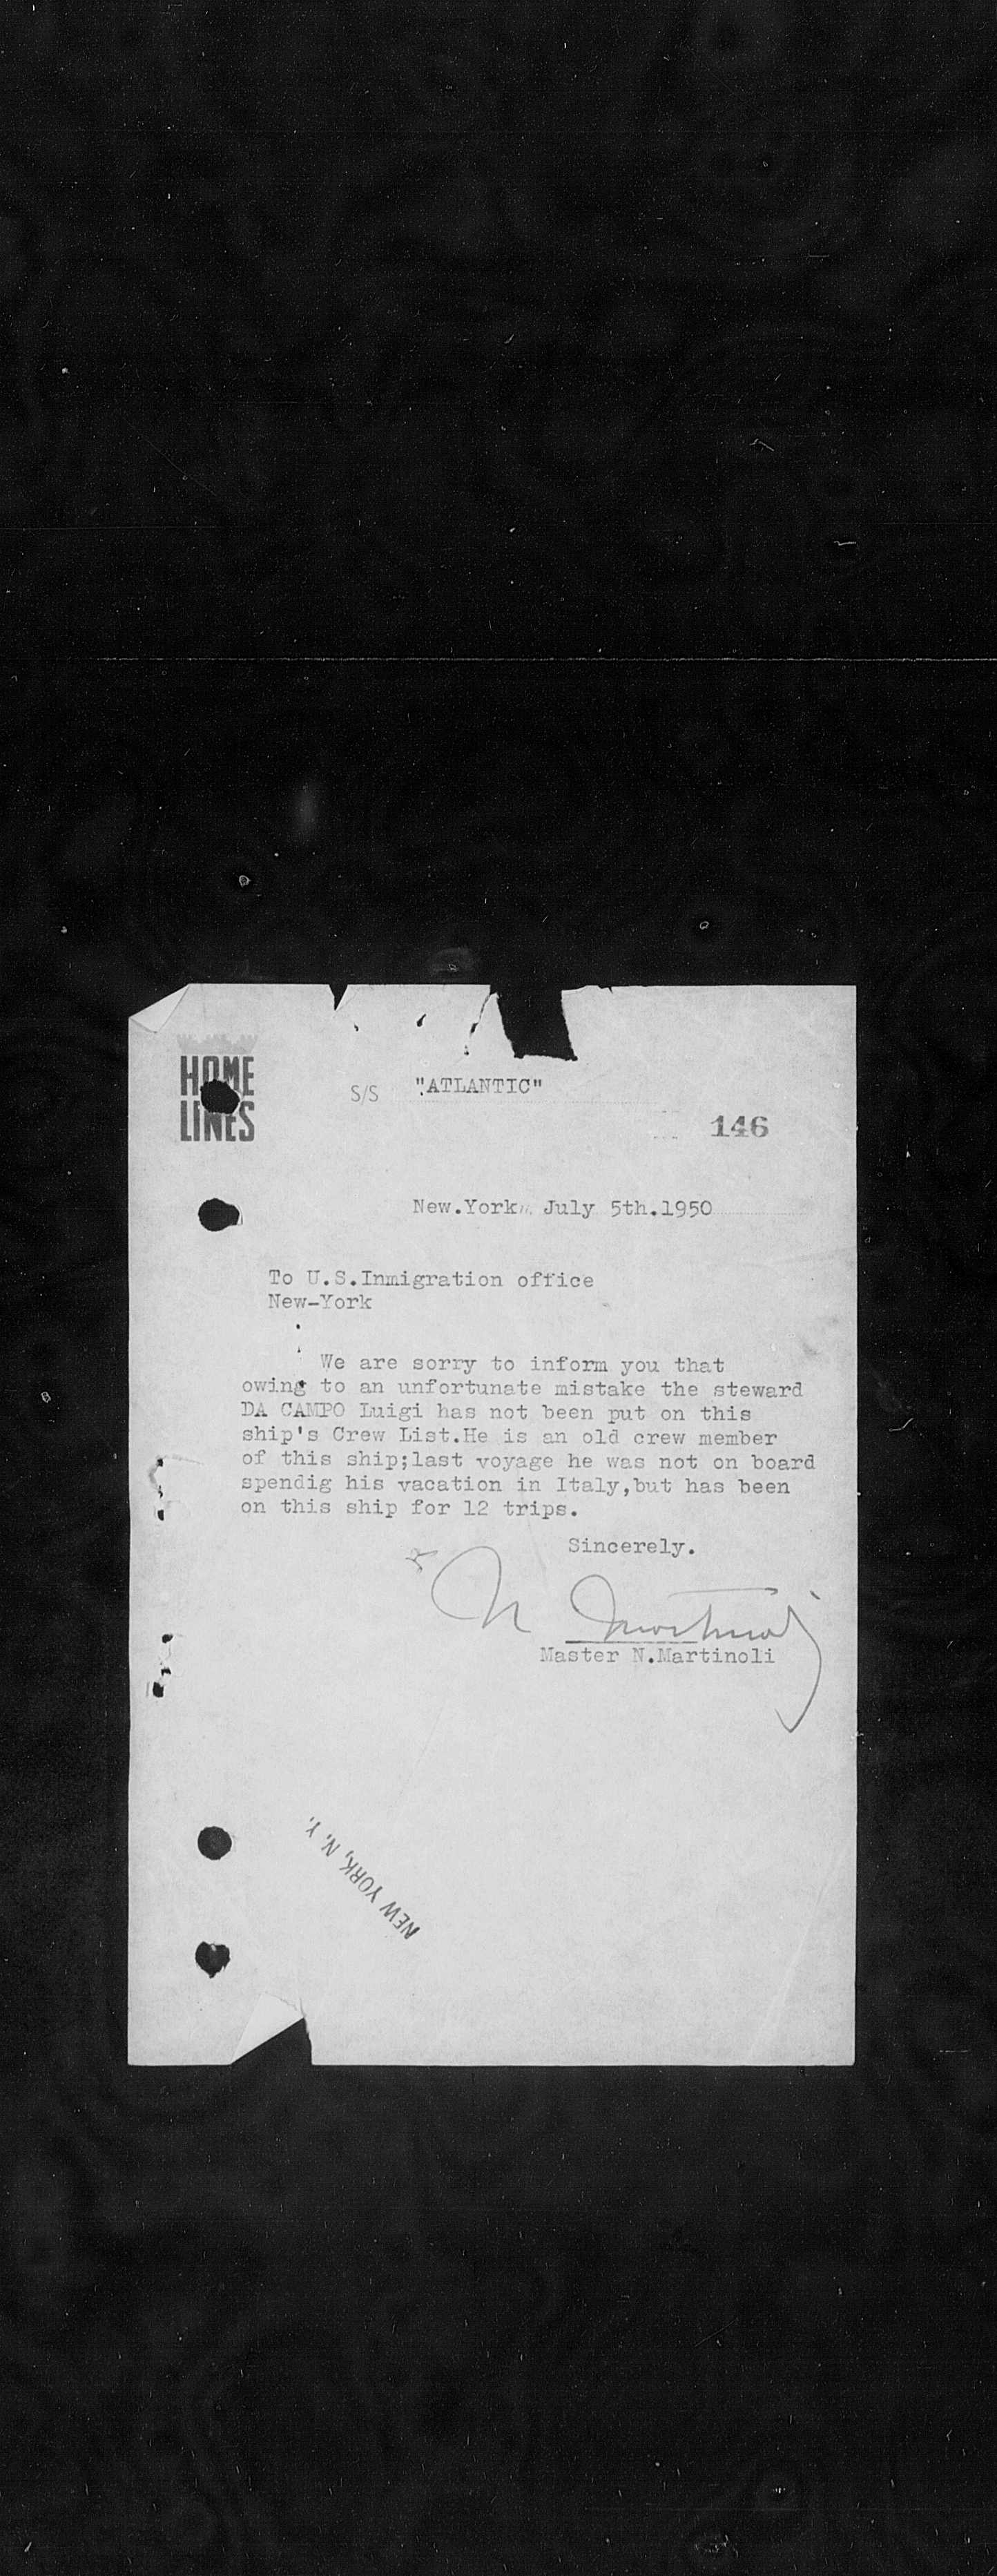 HOME
LINES
S/S "ATLANTIC"
146
New.York, July 5th.1950
To U.S.Inmigration office
New-York
We are sorry to inform you that
owing to an unfortunate mistake the steward
DA CAMPO Luigi has not been put on this
ship's Crew List.He is an old crew member
of this ship;last voyage he was not on board
spendig his vacation in Italy,but has been
on this ship for 12 trips.
Sincerely.
N Martinoli
Master N.Martinoli
NEW YORK, N. Y.